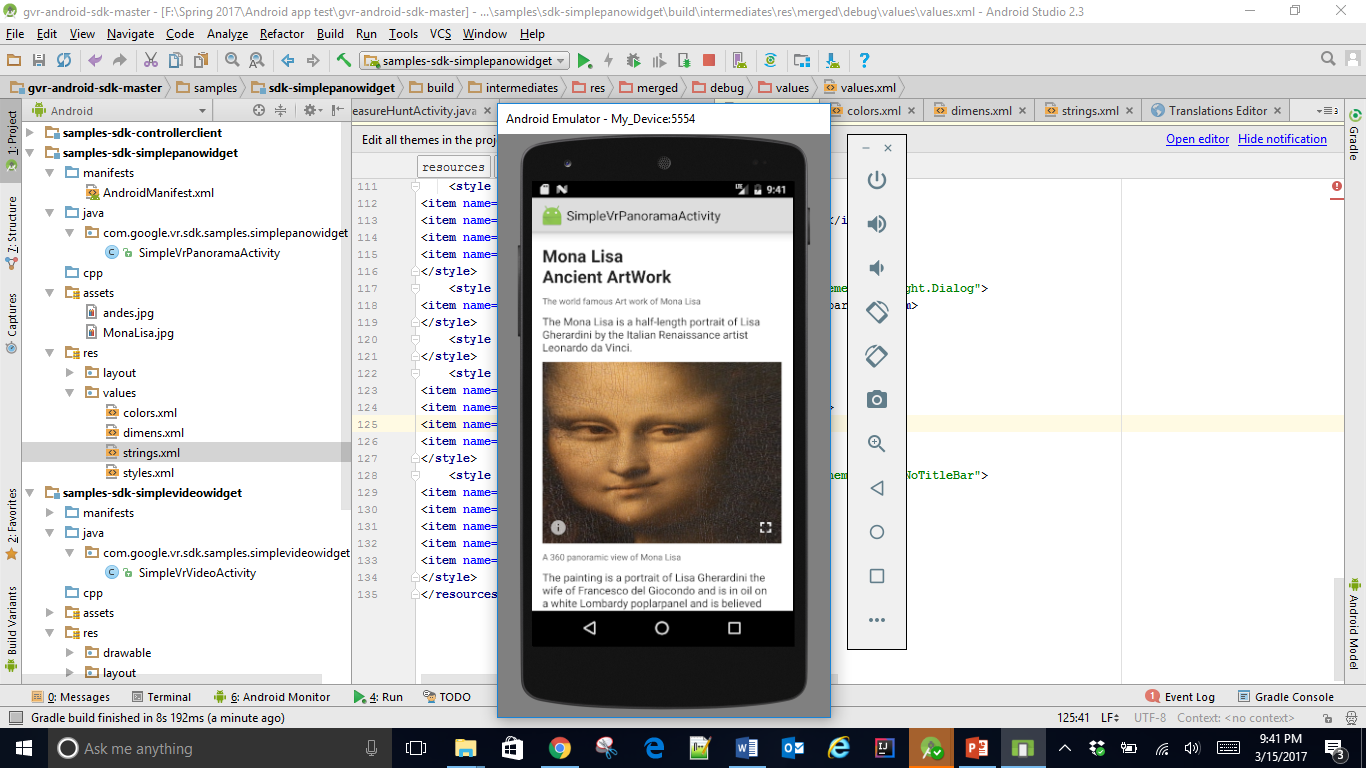 gvr-android-sdk-master - [F:\Spring 2017\Android app test\gvr-android-sdk-master] - ...\samples\sdk-simplepanowidget\build\intermediates\res\merged\debug\values\values.xml - Android Studio 2.3
File Edit View Navigate Code Analyze Refactor Build Run Tools VCS Window Help
samples-sdk-simplepanowidget
gvr-android-sdk-master samples sdk-simplepanowidget build intermediates res merged debug values values.xml
Android
easureHuntActivity.java colors.xml dimens.xml strings.xml Translations Editor
1: Project
Z: Structure
Captures
2: Favorites
Build Variants
samples-sdk-controllerclient
samples-sdk-simplepanowidget
manifests
AndroidManifest.xml
java
com.google.vr.sdk.samples.simplepanowidget
SimpleVrPanoramaActivity
cpp
assets
andes.jpg
MonaLisa.jpg
res
layout
values
colors.xml
dimens.xml
strings.xml
styles.xml
samples-sdk-simplevideowidget
manifests
java
com.google.vr.sdk.samples.simplevideowidget
SimpleVrVideoActivity
cpp
assets
res
drawable
layout
Edit all themes in the proj
Open editor Hide notification
resources
111 <style
112 <item name=
113 <item name= </i
114 <item name=
115 <item name=
116 </style>
117 <style eme ght.Dialog">
118 <item name= bar m>
119 </style>
120 <style
121 </style>
122 <style
123 <item name=
124 <item name= >
125 <item name=
126 <item name=
127 </style>
128 <style hem NoTitleBar">
129 <item name=
130 <item name=
131 <item name=
132 <item name=
133 <item name=
134 </style>
135 </resources
Android Emulator - My_Device:5554
LTE 9:41
SimpleVrPanoramaActivity
Mona Lisa
Ancient ArtWork
The world famous Art work of Mona Lisa
The Mona Lisa is a half-length portrait of Lisa
Gherardini by the Italian Renaissance artist
Leonardo da Vinci.
A 360 panoramic view of Mona Lisa
The painting is a portrait of Lisa Gherardini the
wife of Francesco del Giocondo and is in oil on
a white Lombardy poplarpanel and is believed
Gradle
Android Model
0: Messages Terminal 6: Android Monitor 4: Run TODO 1 Event Log Gradle Console
Gradle build finished in 8s 192ms (a minute ago) 125:41 LF UTF-8 Context: <no context>
Ask me anything
9:41 PM
3/15/2017
3